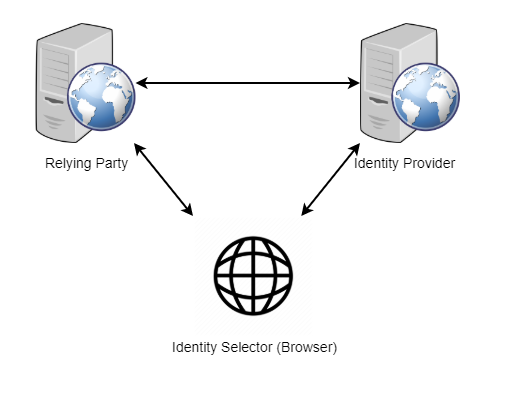 Relying Party
Identity Provider
Identity Selector (Browser)